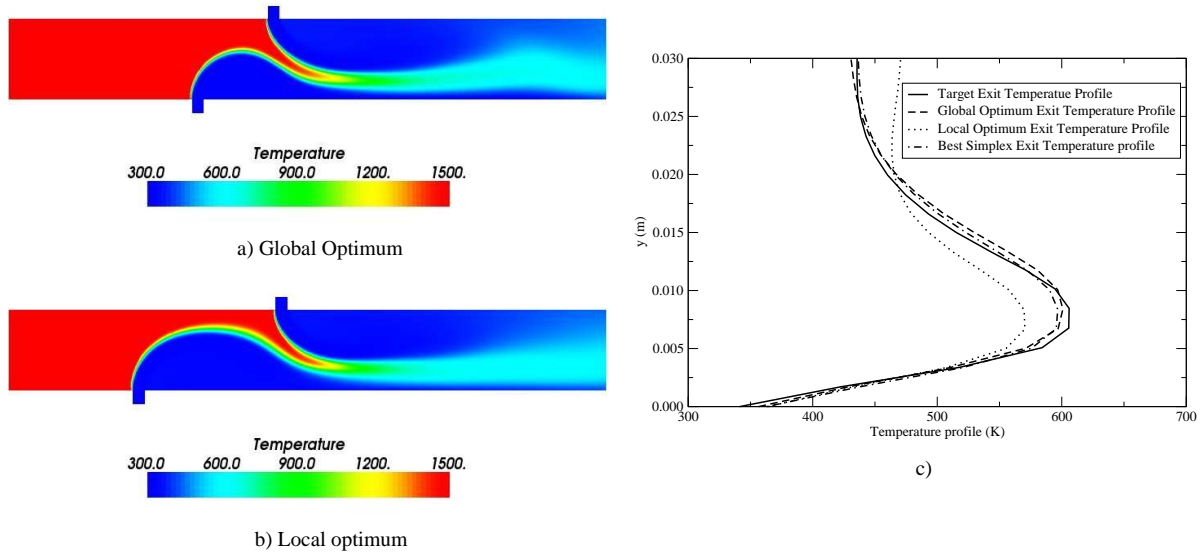 Temperature
300.0 600.0 900.0 1200. 1500.
a) Global Optimum
Temperature
300.0 600.0 900.0 1200. 1500.
b) Local optimum
0.030
0.025
0.020
0.015
0.010
0.005
0.000
y (m)
Target Exit Temperatue Profile
Global Optimum Exit Temperature Profile
Local Optimum Exit Temperature Profile
Best Simplex Exit Temperature profile
300 400 500 600 700
Temperature profile (K)
c)